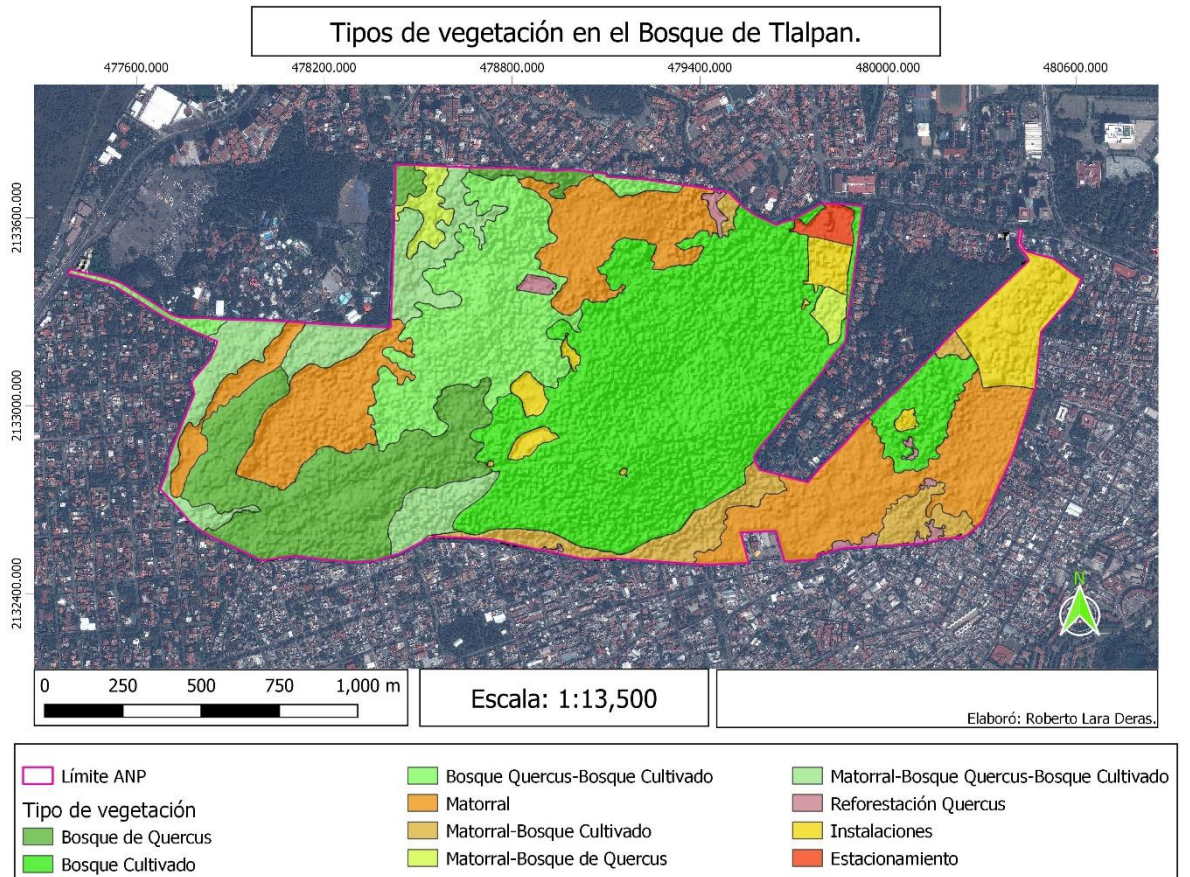 Tipos de vegetación en el Bosque de Tlalpan.
477600.000 478200.000 478800.000 479400.000 480000.000 480600.000
2133600.000
2133000.000
2132400.000
N
0 250 500 750 1,000 m
Escala: 1:13,500
Elaboró: Roberto Lara Deras.
Límite ANP
Tipo de vegetación
Bosque de Quercus
Bosque Cultivado
Bosque Quercus-Bosque Cultivado
Matorral
Matorral-Bosque Cultivado
Matorral-Bosque de Quercus
Matorral-Bosque Quercus-Bosque Cultivado
Reforestación Quercus
Instalaciones
Estacionamiento